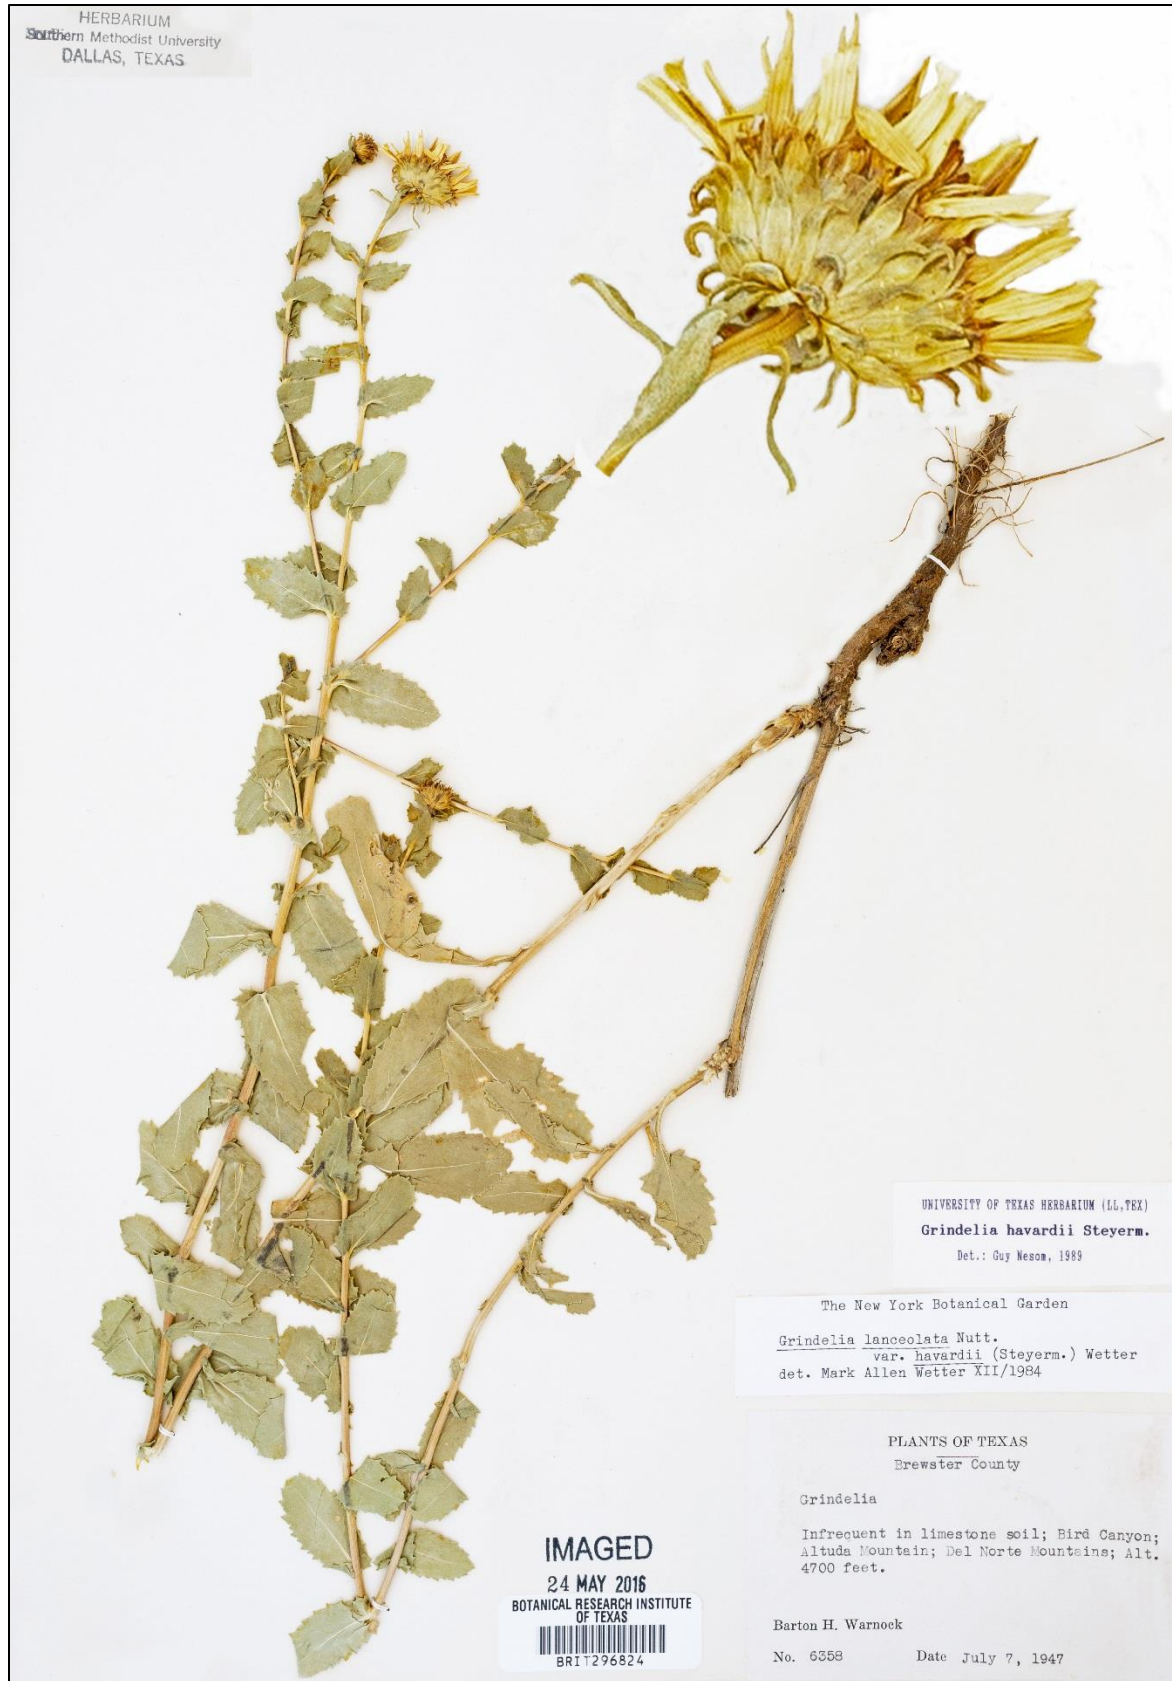 HERBARIUM
Southern Methodist University
DALLAS, TEXAS
UNIVERSITY OF TEXAS HERBARIUM (LL,TEX)
Grindelia havardii Steyerm.
Det.: Guy Nesom, 1989
The New York Botanical Garden
Grindelia lanceolata Nutt.
var. havardii (Steyerm.) Wetter
det. Mark Allen Wetter XII/1984
PLANTS OF TEXAS
Brewster County
Grindelia
Infrequent in limestone soil; Bird Canyon;
Altuda Mountain; Del Norte Mountains; Alt.
4700 feet.
Barton H. Warnock
No. 6358 Date July 7, 1947
IMAGED
24 MAY 2016
BOTANICAL RESEARCH INSTITUTE
OF TEXAS
BRIT296824